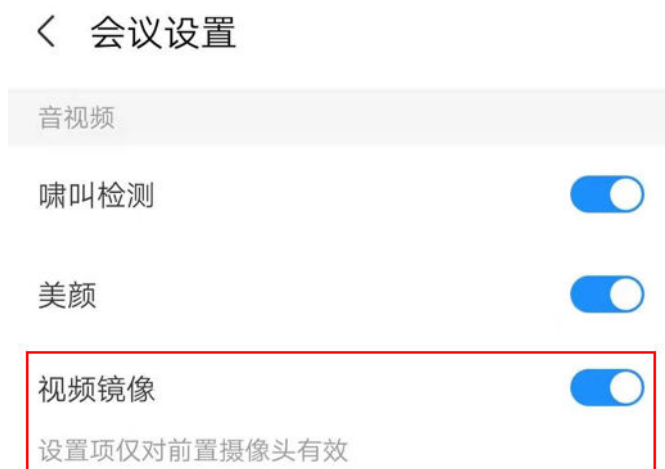 会议设置
音视频
啸叫检测
美颜
视频镜像
设置项仅对前置摄像头有效